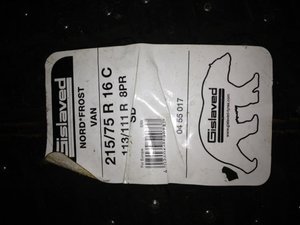 Gislaved
NORD*FROST
VAN
215/75 R 16 C
113/111 R 8PR
SD
04 55 017
Gislaved